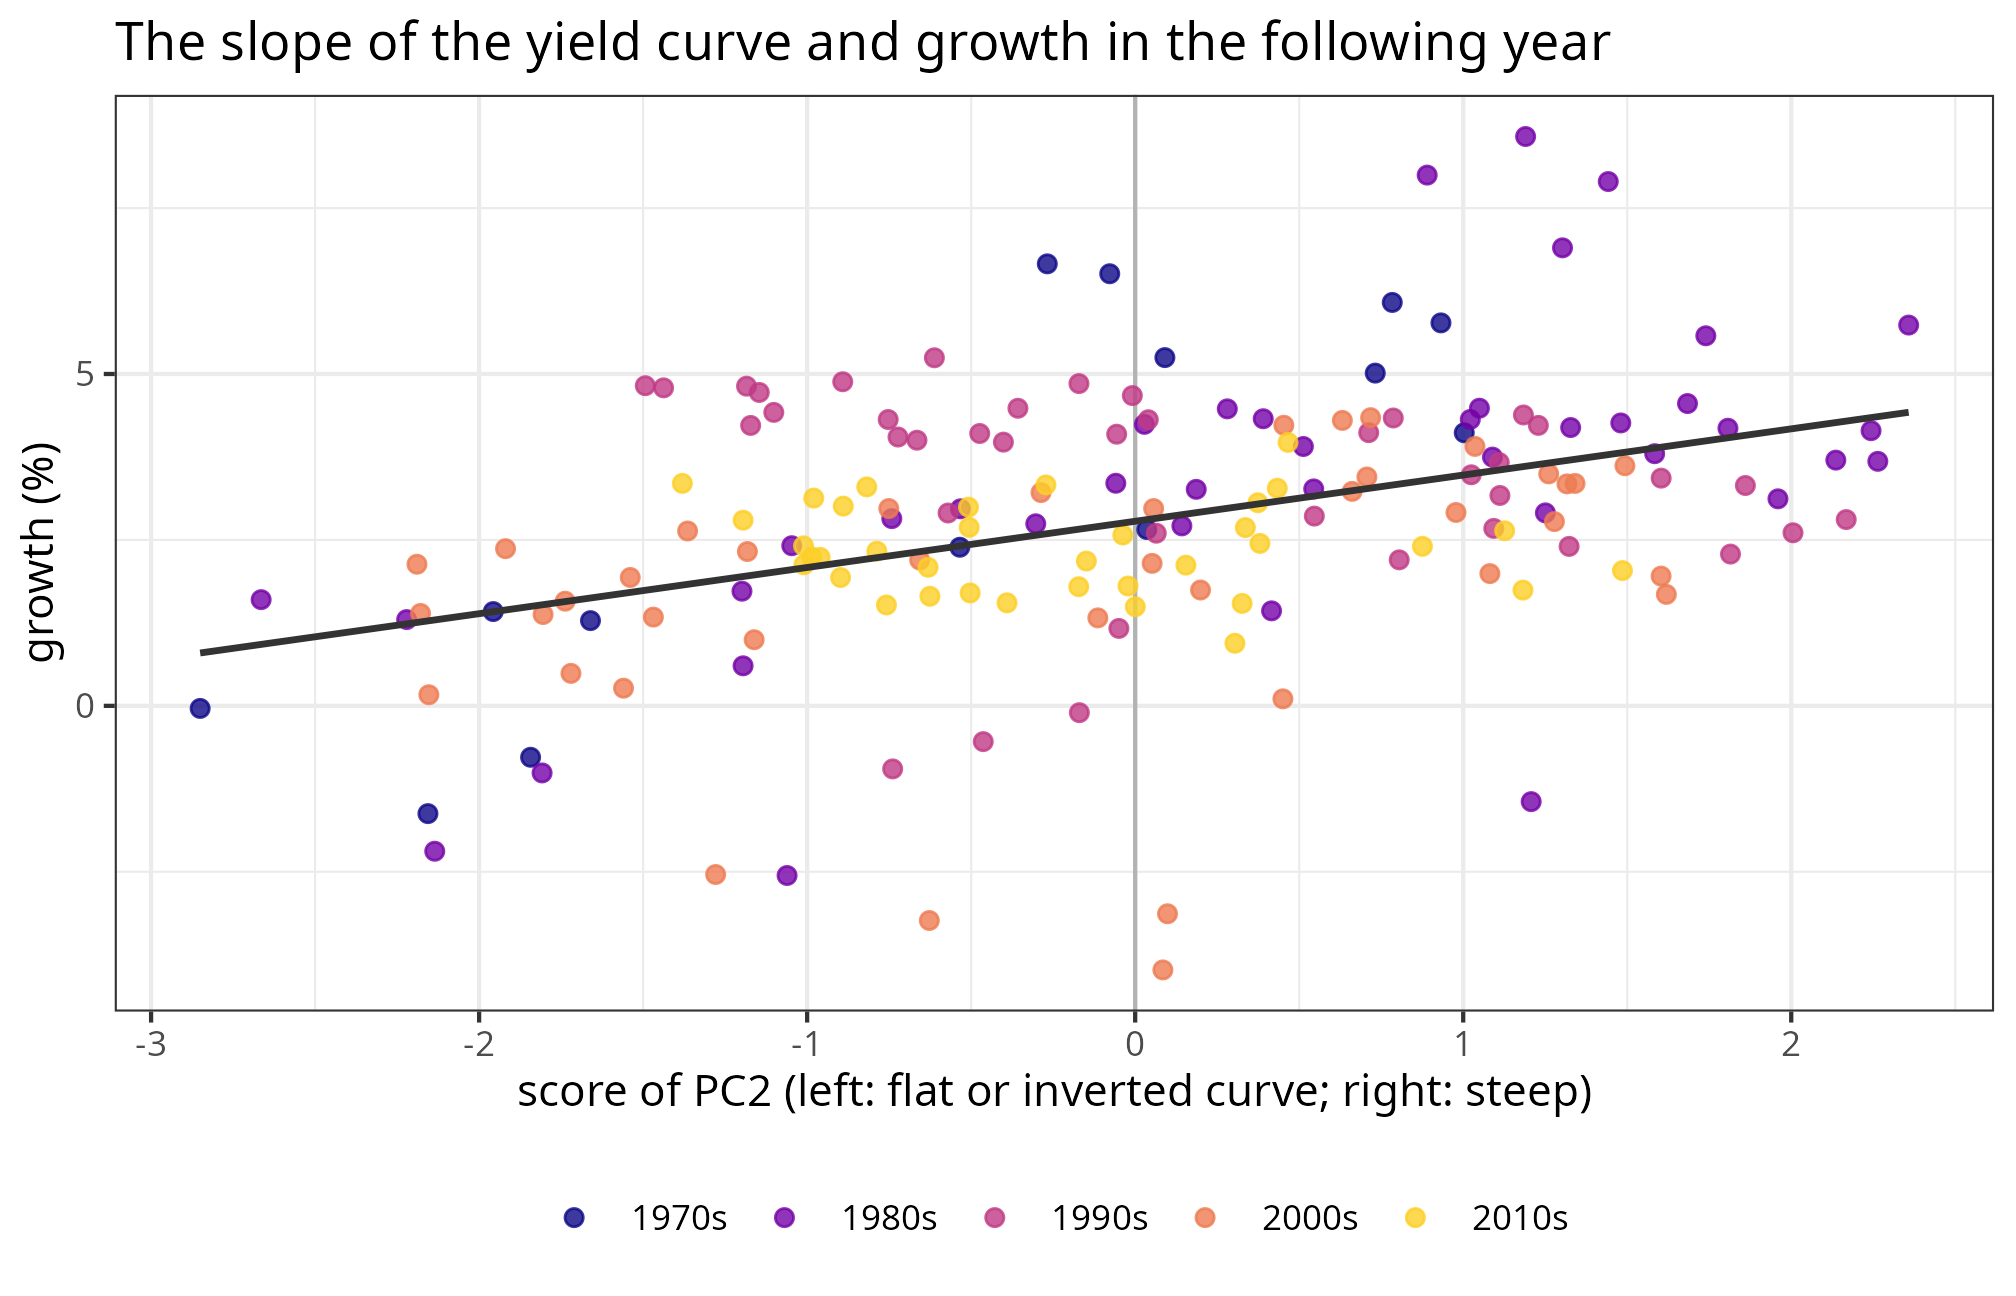 The slope of the yield curve and growth in the following year
growth (%)
5
0
-3 -2 -1 0 1 2
score of PC2 (left: flat or inverted curve; right: steep)
1970s 1980s 1990s 2000s 2010s